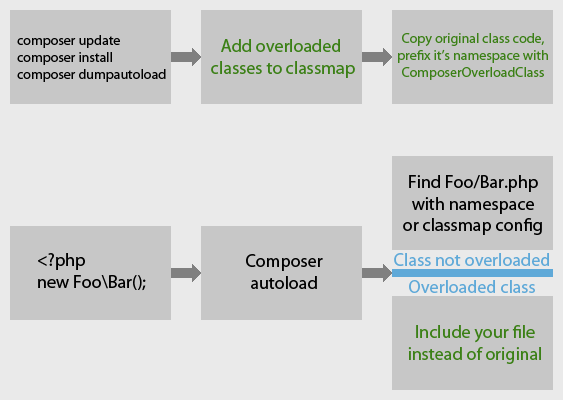 composer update
composer install
composer dumpautoload
Add overloaded
classes to classmap
Copy original class code,
prefix it's namespace with
ComposerOverloadClass
<?php
new Foo\Bar();
Composer
autoload
Find Foo/Bar.php
with namespace
or classmap config
Class not overloaded
Overloaded class
Include your file
instead of original